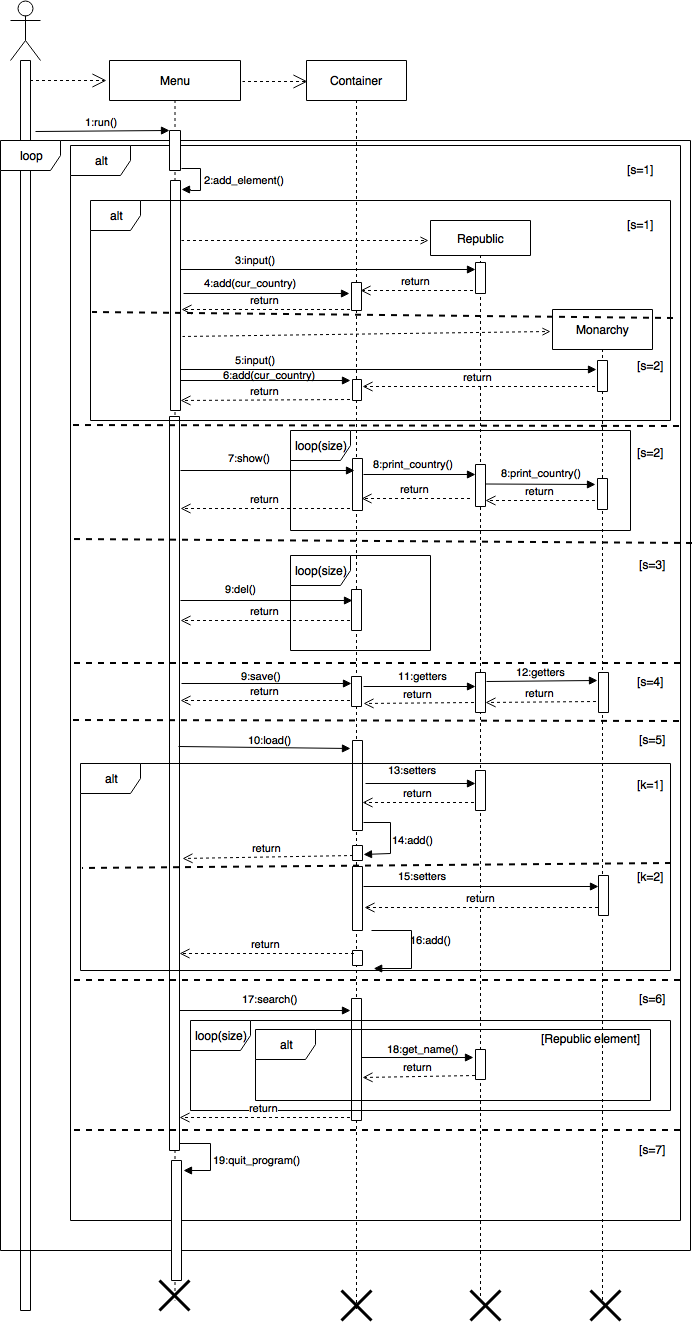 Menu
Container
1:run()
loop
alt
[s=1]
2:add_element()
alt
[s=1]
Republic
3:input()
4:add(cur_country)
return
return
Monarchy
5:input()
[s=2]
6:add(cur_country)
return
return
loop(size)
[s=2]
7:show()
8:print_country()
8:print_country()
return
return
return
loop(size)
[s=3]
9:del()
return
9:save()
11:getters
12:getters
[s=4]
return
return
return
10:load()
[s=5]
alt
13:setters
[k=1]
return
14:add()
return
15:setters
[k=2]
return
16:add()
return
17:search()
[s=6]
loop(size)
alt
[Republic element]
18:get_name()
return
return
[s=7]
19:quit_program()